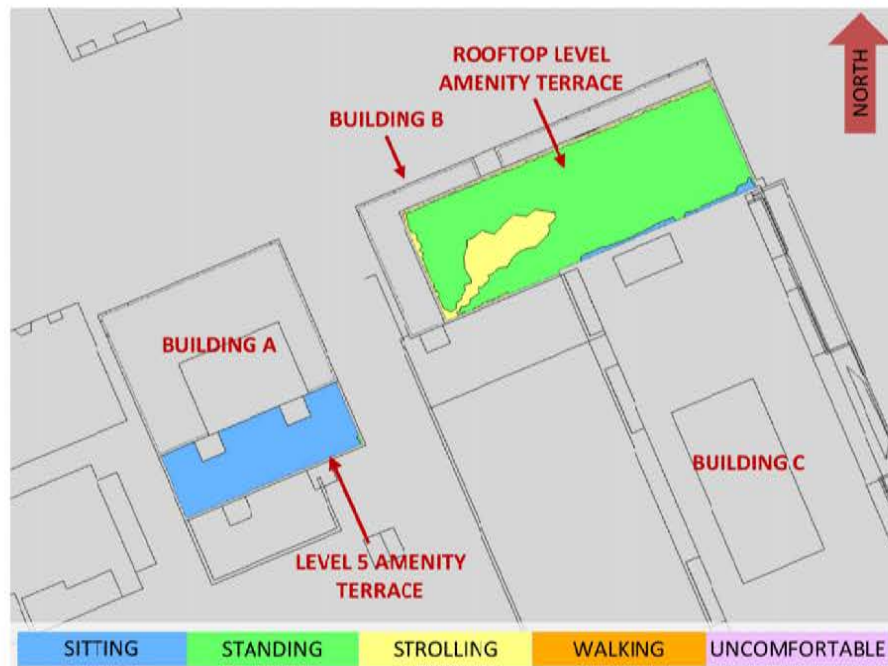 ROOFTOP LEVEL
AMENITY TERRACE
NORTH
BUILDING B
BUILDING A
BUILDING C
LEVEL 5 AMENITY
TERRACE
SITTING
STANDING
STROLLING
WALKING
UNCOMFORTABLE